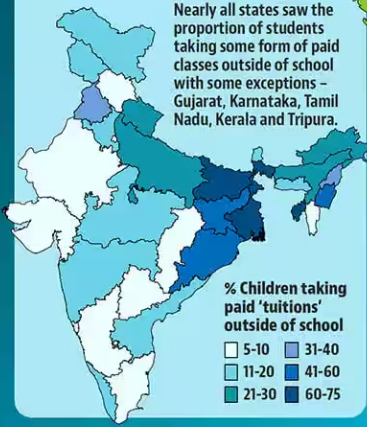 Nearly all states saw the
proportion of students
taking some form of paid
classes outside of school
with some exceptions –
Gujarat, Karnataka, Tamil
Nadu, Kerala and Tripura.
% Children taking
paid ‘tuitions’
outside of school
5-10 31-40
11-20 41-60
21-30 60-75